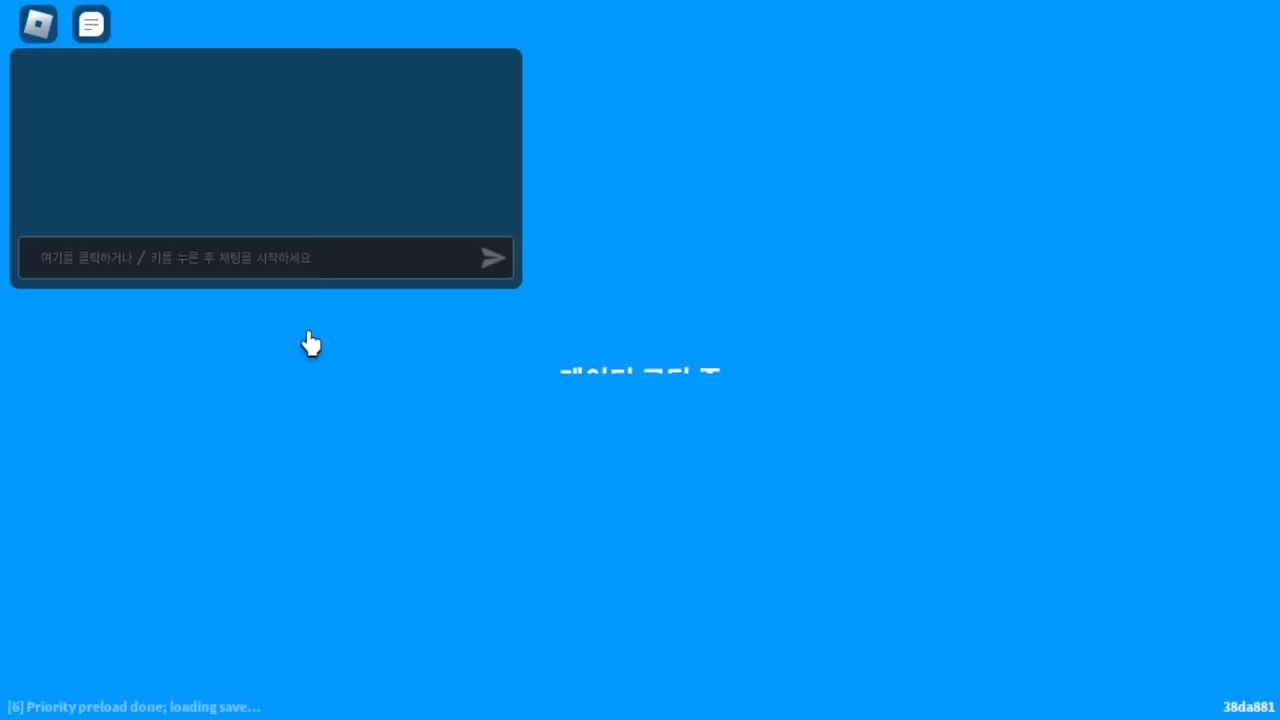 여기를 클릭하거나 / 키를 누른 후 채팅을 시작하세요
[6] Priority preload done; loading save...
38da881